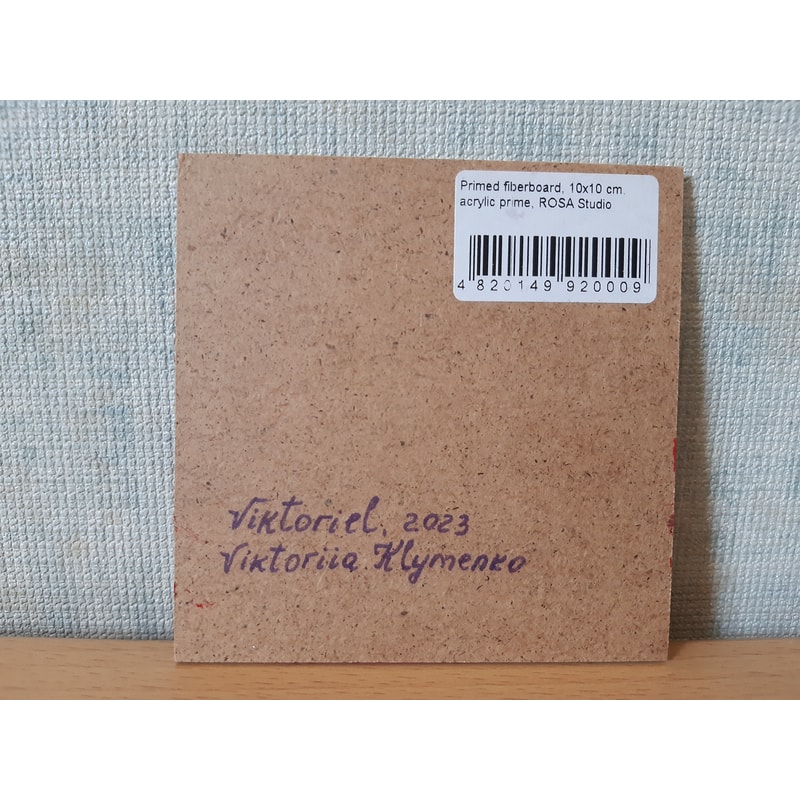 Primed fiberboard, 10x10 cm,
acrylic prime, ROSA Studio
4 820149 920009
Viktoriel, 2023
Viktoriia Klymenko